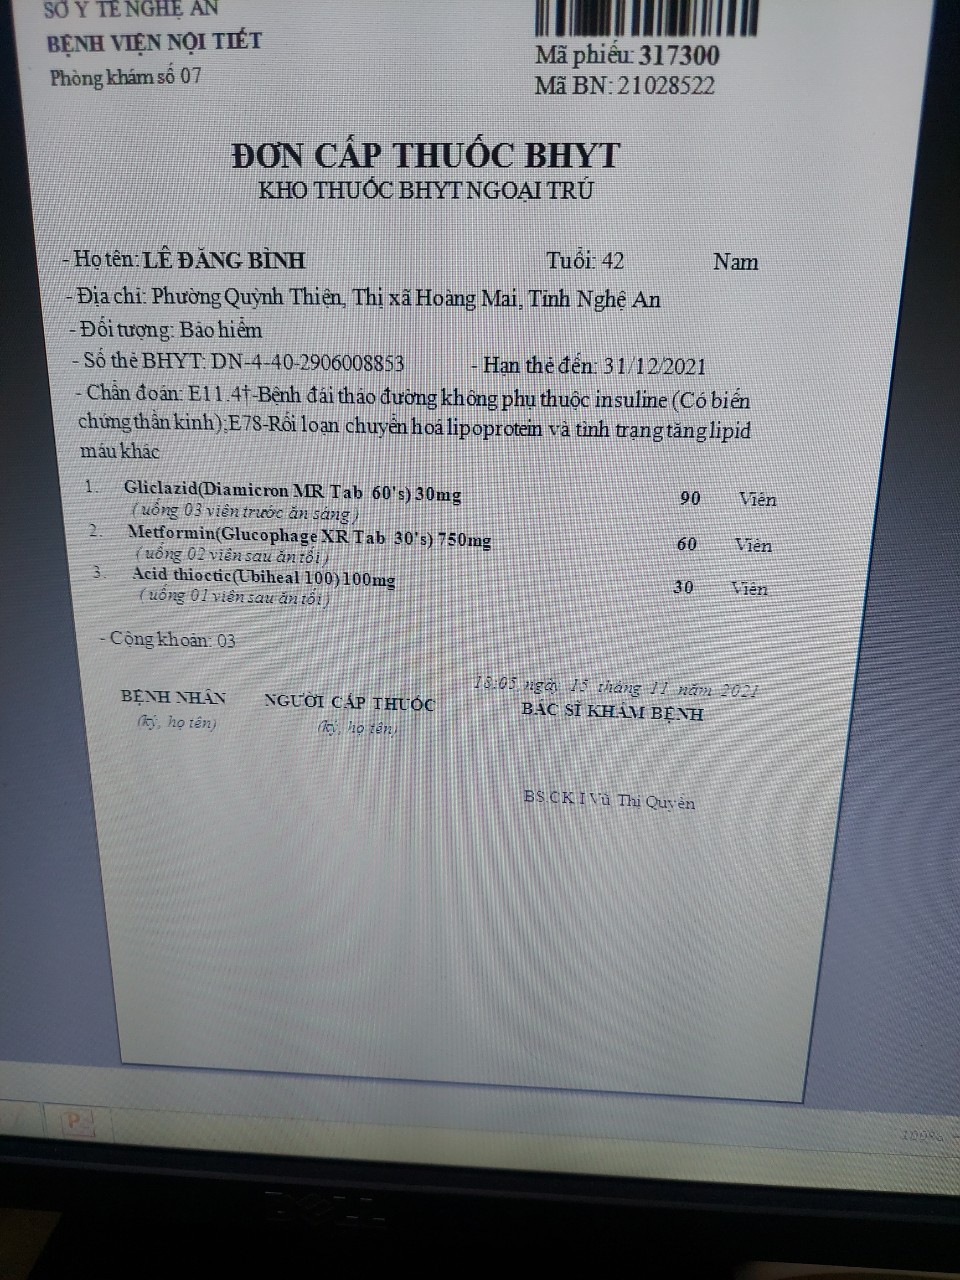 SỞ Y TẾ NGHỆ AN
BỆNH VIỆN NỘI TIẾT
Phòng khám số 07
Mã phiếu: 317300
Mã BN: 21028522
ĐƠN CẤP THUỐC BHYT
KHO THUỐC BHYT NGOẠI TRÚ
- Họ tên: LÊ ĐĂNG BÌNH Tuổi: 42 Nam
- Địa chỉ: Phường Quỳnh Thiện, Thị xã Hoàng Mai, Tỉnh Nghệ An
- Đối tượng: Bảo hiểm
- Số thẻ BHYT: DN-4-40-2906008853 - Hạn thẻ đến: 31/12/2021
- Chẩn đoán: E11.4†-Bệnh đái tháo đường không phụ thuộc insuline (Có biến
chứng thần kinh);E78-Rối loạn chuyển hoá lipoprotein và tình trạng tăng lipid
máu khác
1. Gliclazid(Diamicron MR Tab 60's) 30mg 90 Viên
(uống 03 viên trước ăn sáng)
2. Metformin(Glucophage XR Tab 30's) 750mg 60 Viên
(uống 02 viên sau ăn tối)
3. Acid thioctic(Ubiheal 100) 100mg 30 Viên
(uống 01 viên sau ăn tối)
- Cộng khoản: 03
18:05 ngày 15 tháng 11 năm 2021
BỆNH NHÂN NGƯỜI CẤP THUỐC BÁC SĨ KHÁM BỆNH
(ký, họ tên) (ký, họ tên)
BS.CK I Vũ Thị Quyên
100%
DELL